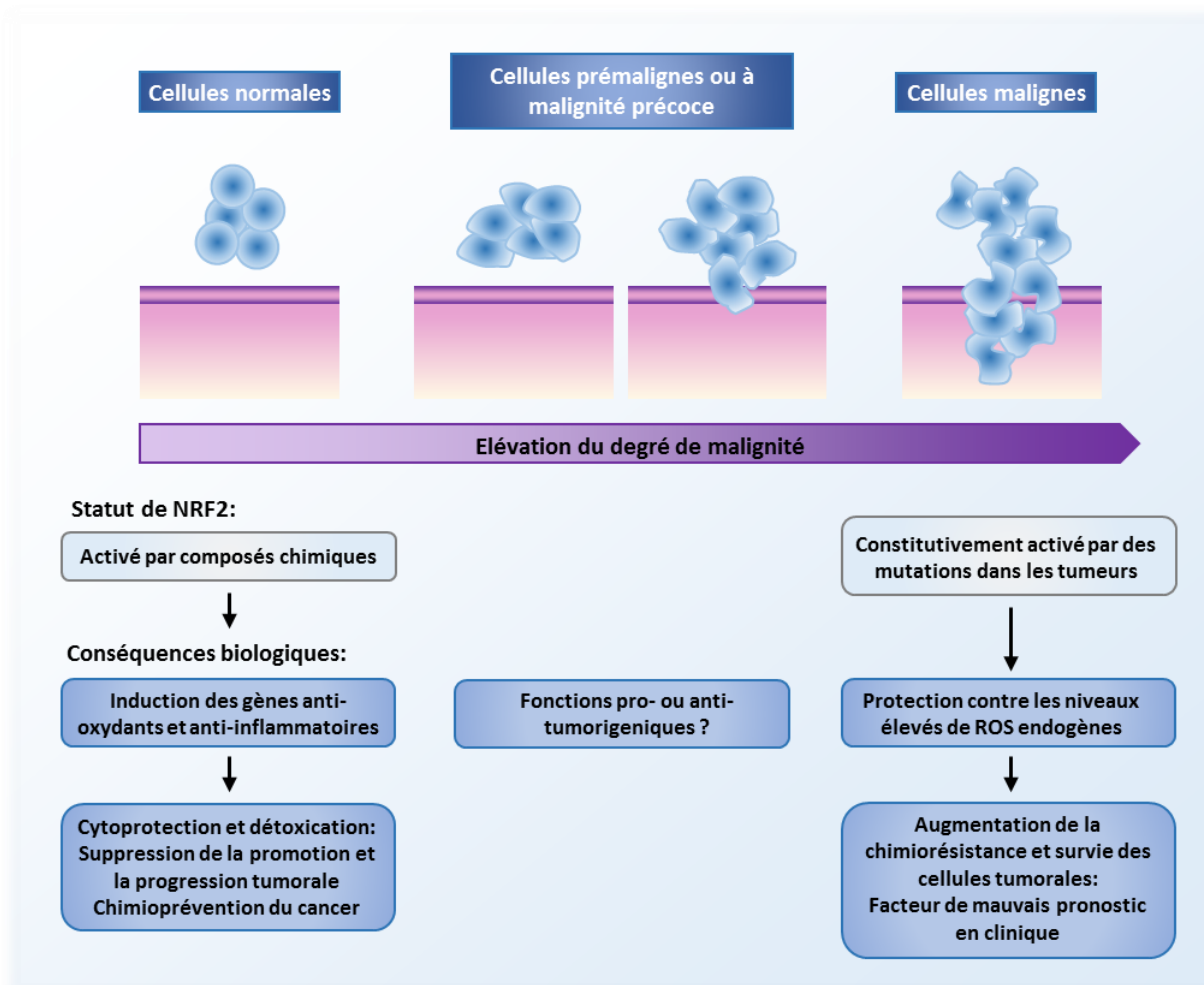 Cellules normales
Cellules prémalignes ou à
malignité précoce
Cellules malignes
Elévation du degré de malignité
Statut de NRF2:
Activé par composés chimiques
Constitutivement activé par des
mutations dans les tumeurs
Conséquences biologiques:
Induction des gènes anti-
oxydants et anti-inflammatoires
Fonctions pro- ou anti-
tumorigeniques ?
Protection contre les niveaux
élevés de ROS endogènes
Cytoprotection et détoxication:
Suppression de la promotion et
la progression tumorale
Chimioprévention du cancer
Augmentation de la
chimiorésistance et survie des
cellules tumorales:
Facteur de mauvais pronostic
en clinique